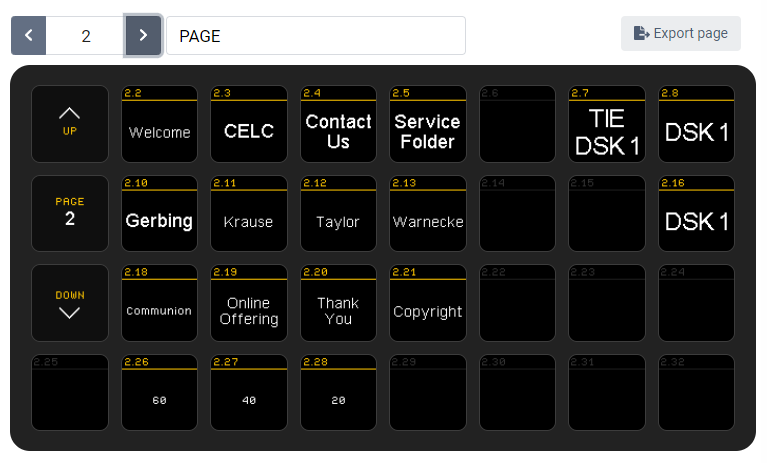 2
PAGE
Export page
UP
2.2
Welcome
2.3
CELC
2.4
Contact
Us
2.5
Service
Folder
2.6
2.7
TIE
DSK 1
2.8
DSK 1
PAGE
2
2.10
Gerbing
2.11
Krause
2.12
Taylor
2.13
Warnecke
2.14
2.15
2.16
DSK 1
DOWN
2.18
Communion
2.19
Online
Offering
2.20
Thank
You
2.21
Copyright
2.22
2.23
2.24
2.25
2.26
60
2.27
40
2.28
20
2.29
2.30
2.31
2.32